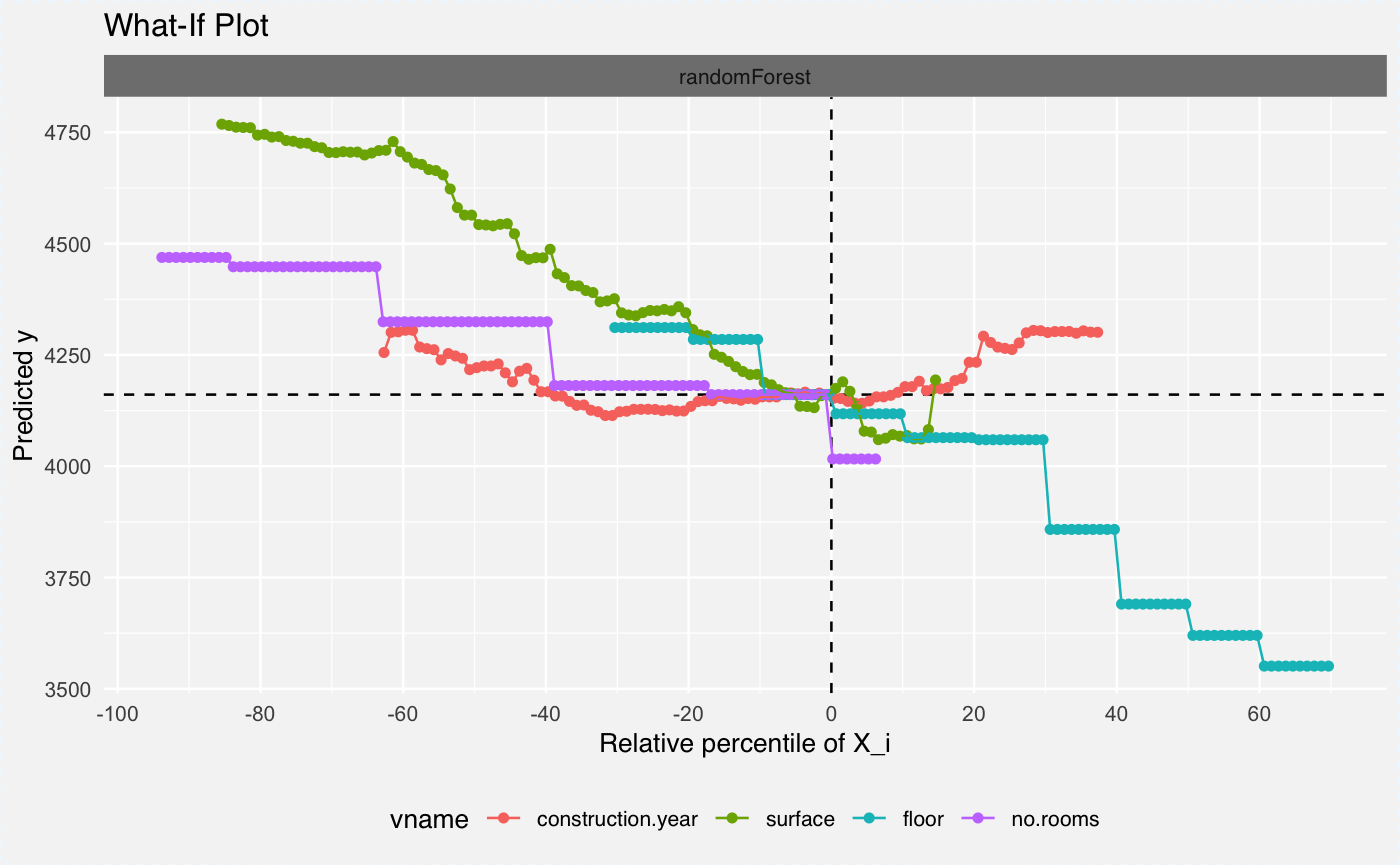 What-If Plot
randomForest
4750
4500
4250
4000
3750
3500
Predicted y
-100 -80 -60 -40 -20 0 20 40 60
Relative percentile of X_i
vname construction.year surface floor no.rooms